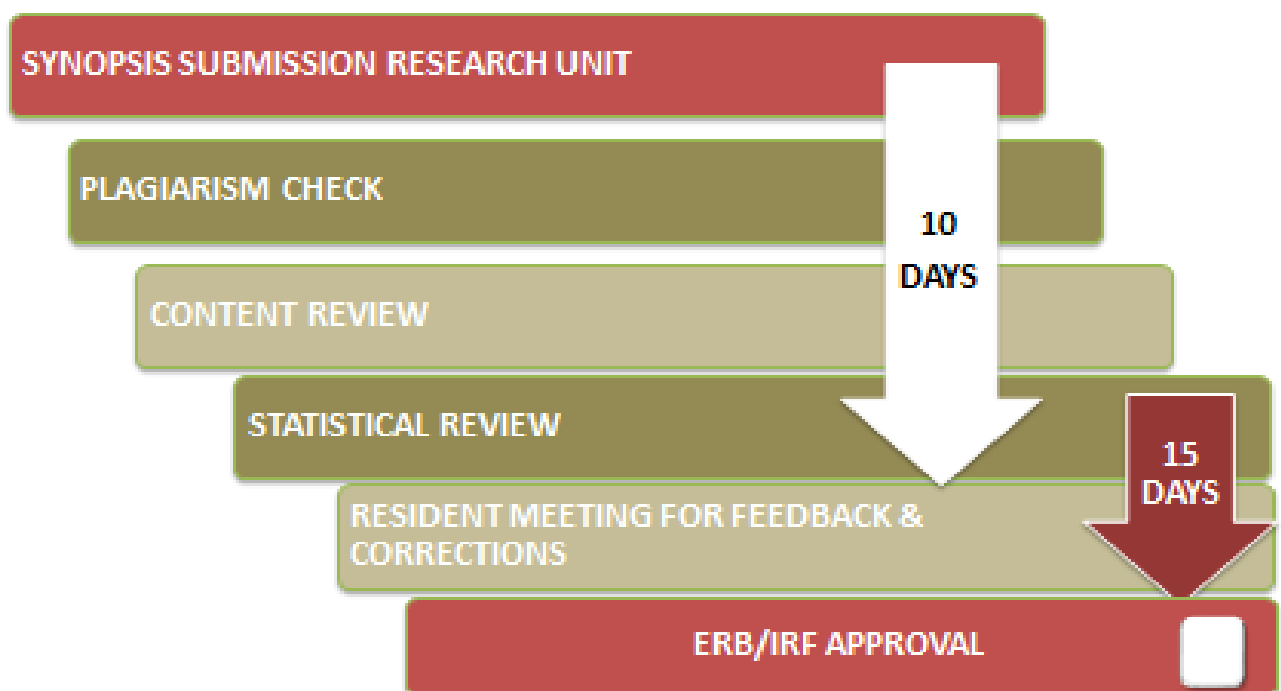 SYNOPSIS SUBMISSION RESEARCH UNIT
PLAGIARISM CHECK
10
DAYS
CONTENT REVIEW
STATISTICAL REVIEW
15
DAYS
RESIDENT MEETING FOR FEEDBACK &
CORRECTIONS
ERB/IRF APPROVAL